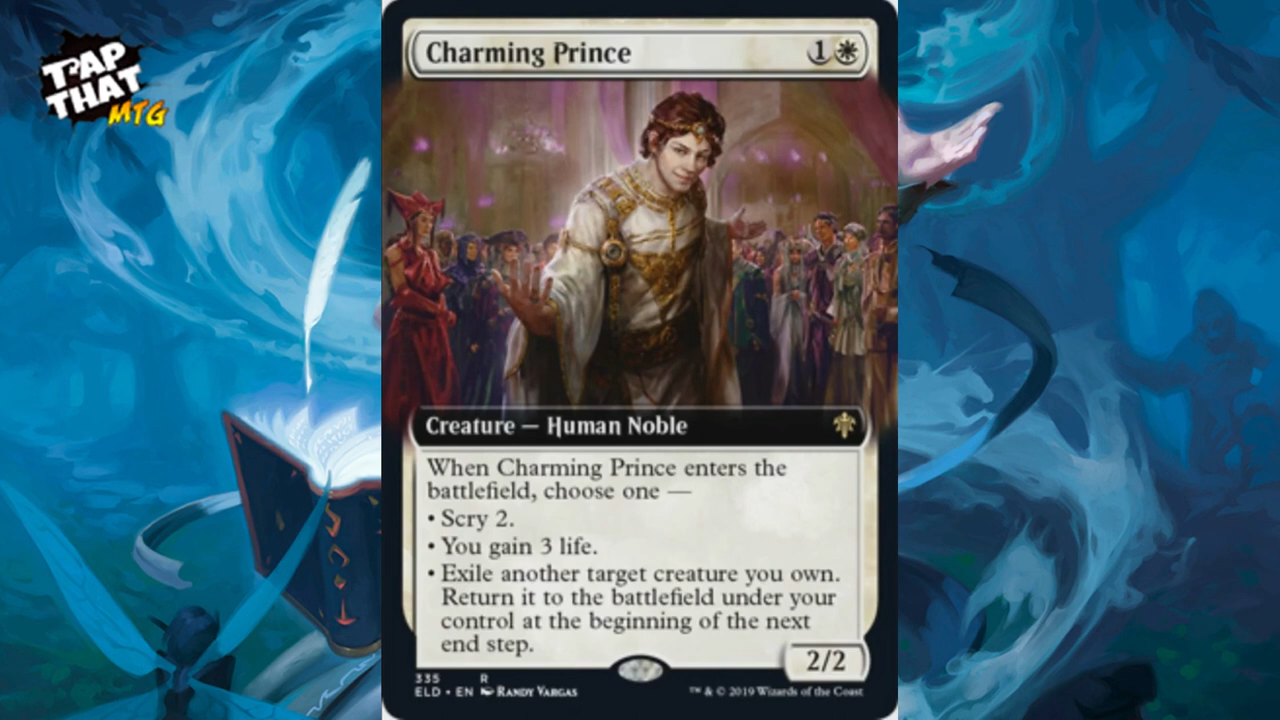 TAP
THAT
MTG
Charming Prince 1
Creature — Human Noble
When Charming Prince enters the
battlefield, choose one —
• Scry 2.
• You gain 3 life.
• Exile another target creature you own.
Return it to the battlefield under your
control at the beginning of the next
end step.
2/2
335 R
ELD • EN RANDY VARGAS
™ & © 2019 Wizards of the Coast